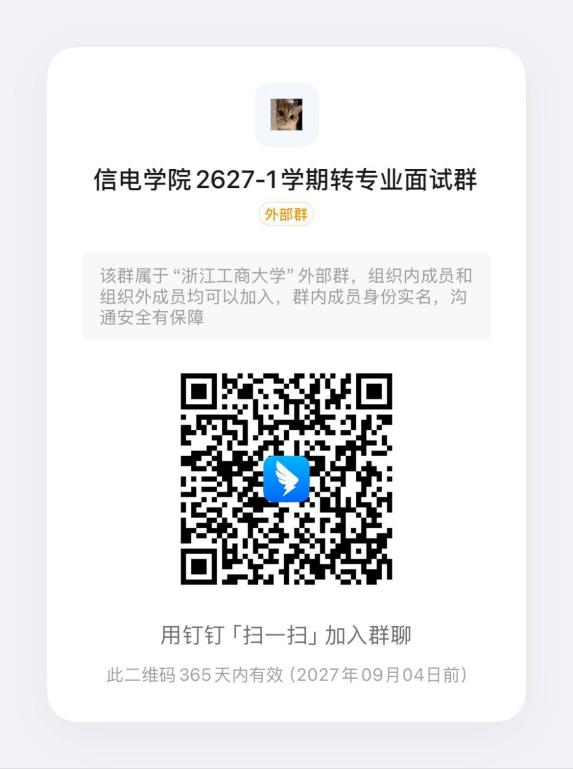 信电学院2627-1学期转专业面试群
外部群
该群属于“浙江工商大学”外部群，组织内成员和
组织外成员均可以加入，群内成员身份实名，沟
通安全有保障
用钉钉「扫一扫」加入群聊
此二维码365天内有效（2027年09月04日前）